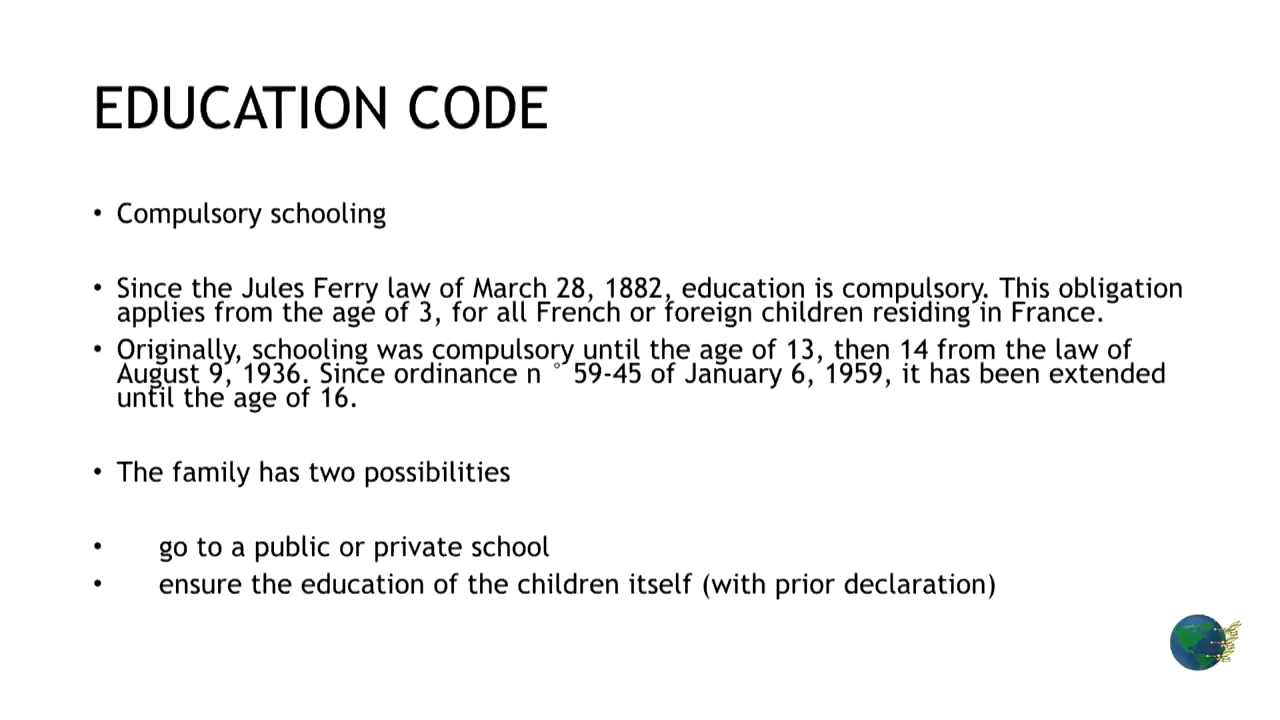 EDUCATION CODE
• Compulsory schooling
• Since the Jules Ferry law of March 28, 1882, education is compulsory. This obligation
applies from the age of 3, for all French or foreign children residing in France.
• Originally, schooling was compulsory until the age of 13, then 14 from the law of
August 9, 1936. Since ordinance n ° 59-45 of January 6, 1959, it has been extended
until the age of 16.
• The family has two possibilities
• go to a public or private school
• ensure the education of the children itself (with prior declaration)